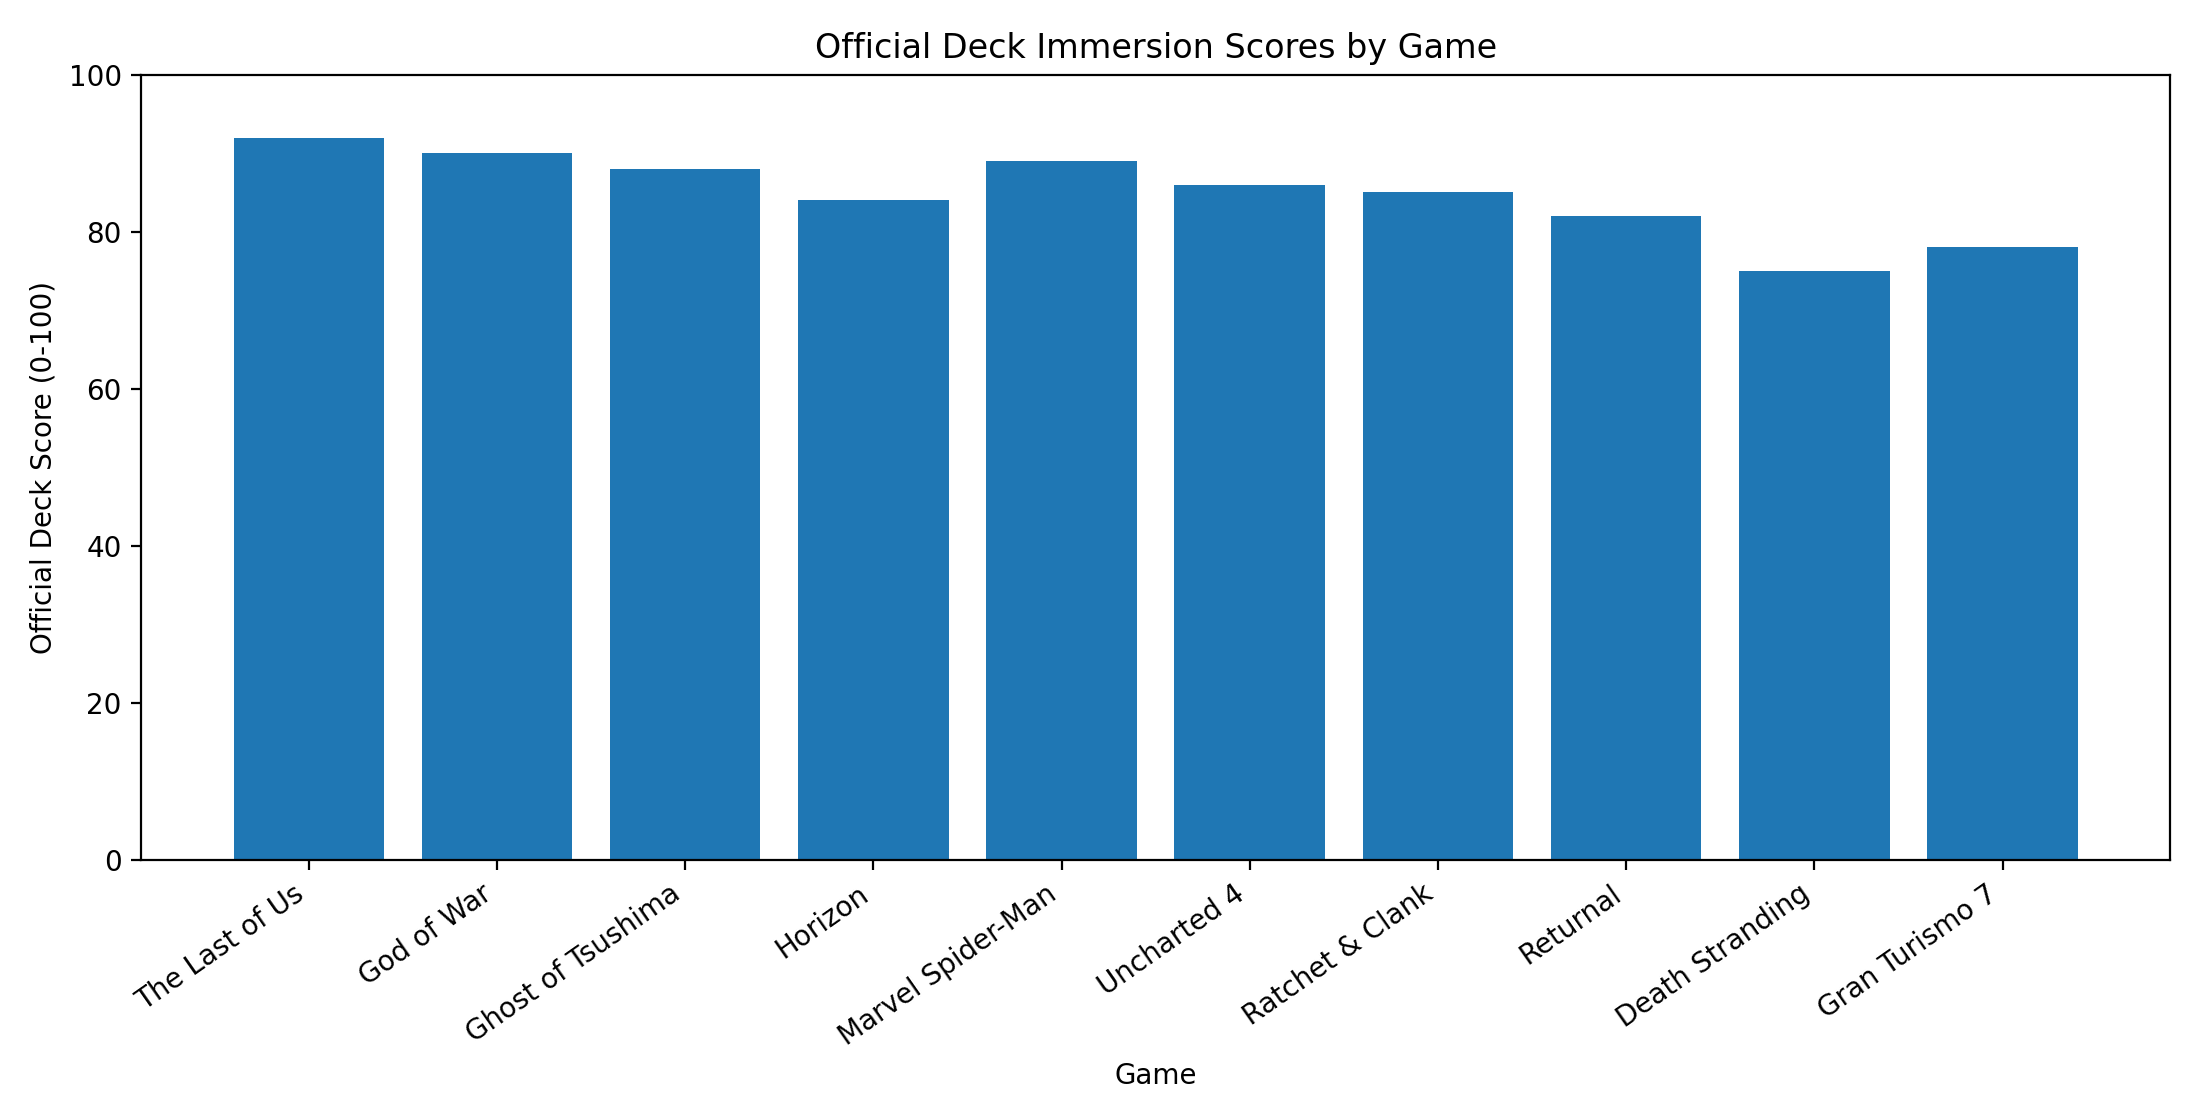 Official Deck Immersion Scores by Game
Official Deck Score (0-100)
100
80
60
40
20
0
The Last of Us
God of War
Ghost of Tsushima
Horizon
Marvel Spider-Man
Uncharted 4
Ratchet & Clank
Returnal
Death Stranding
Gran Turismo 7
Game